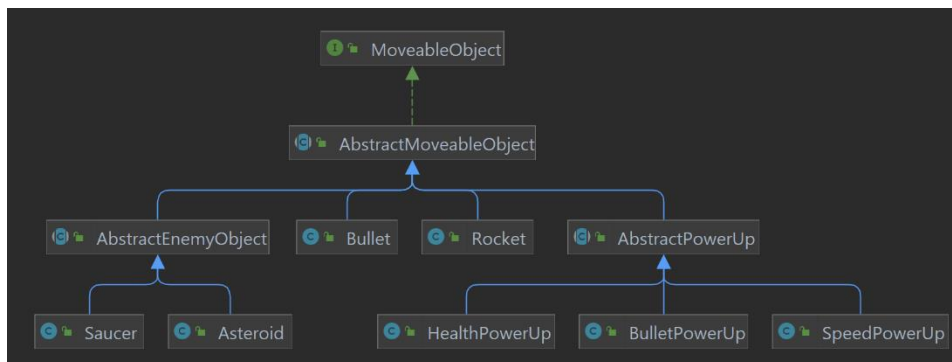 I MoveableObject
C AbstractMoveableObject
C AbstractEnemyObject C Bullet C Rocket C AbstractPowerUp
C Saucer C Asteroid C HealthPowerUp C BulletPowerUp C SpeedPowerUp